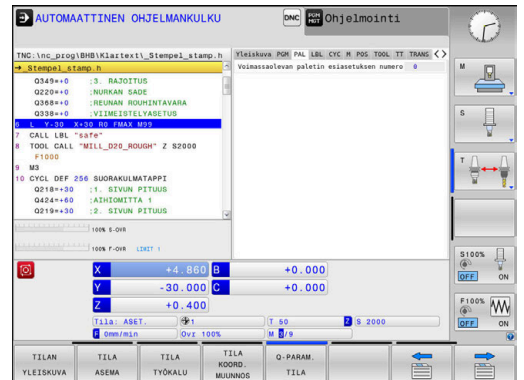 AUTOMAATTINEN OHJELMANKULKU
DNC
PGM MGT
Ohjelmointi
TNC:\nc_prog\BHB\Klartext\_Stempel_stamp.h
→_Stempel_stamp.h
Q349=+0 ;3. RAJOITUS
Q220=+0 ;NURKAN SADE
Q368=+0 ;REUNAN ROUHINTAVARA
Q338=+0 ;VIIMEISTELYASETUS
6 L Y-30 X+30 R0 FMAX M99
7 CALL LBL "safe"
8 TOOL CALL "MILL_D20_ROUGH" Z S2000
F1000
9 M3
10 CYCL DEF 256 SUORAKULMATAPPI
Q218=+30 ;1. SIVUN PITUUS
Q424=+60 ;AIHIOMITTA 1
Q219=+30 ;2. SIVUN PITUUS
Yleiskuva PGM PAL LBL CYC M POS TOOL TT TRANS
Voimassaolevan paletin esiasetuksen numero 0
100% S-OVR
100% F-OVR LIMIT 1
X +4.860 B +0.000
Y -30.000 C +0.000
Z +0.400
Tila: ASET. 1 T 50 Z S 2000
F 0mm/min Ovr 100% M 5/9
M
S
T
S100%
OFF ON
F100%
OFF ON
TILAN YLEISKUVA
TILA ASEMA
TILA TYÖKALU
TILA KOORD. MUUNNOS
Q-PARAM. TILA